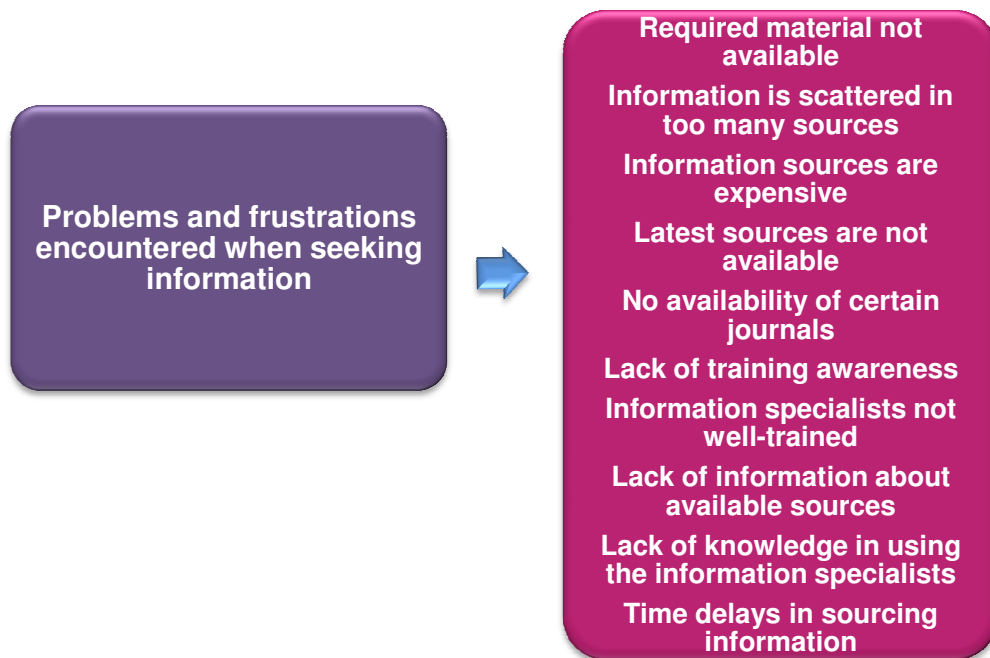 Problems and frustrations
encountered when seeking
information
Required material not
available
Information is scattered in
too many sources
Information sources are
expensive
Latest sources are not
available
No availability of certain
journals
Lack of training awareness
Information specialists not
well-trained
Lack of information about
available sources
Lack of knowledge in using
the information specialists
Time delays in sourcing
information